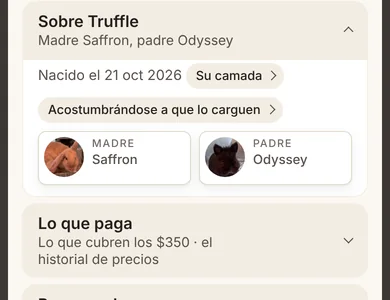 Sobre Truffle
Madre Saffron, padre Odyssey
Nacido el 21 oct 2026 Su camada
Acostumbrándose a que lo carguen
MADRE
Saffron
PADRE
Odyssey
Lo que paga
Lo que cubren los $350 · el
historial de precios